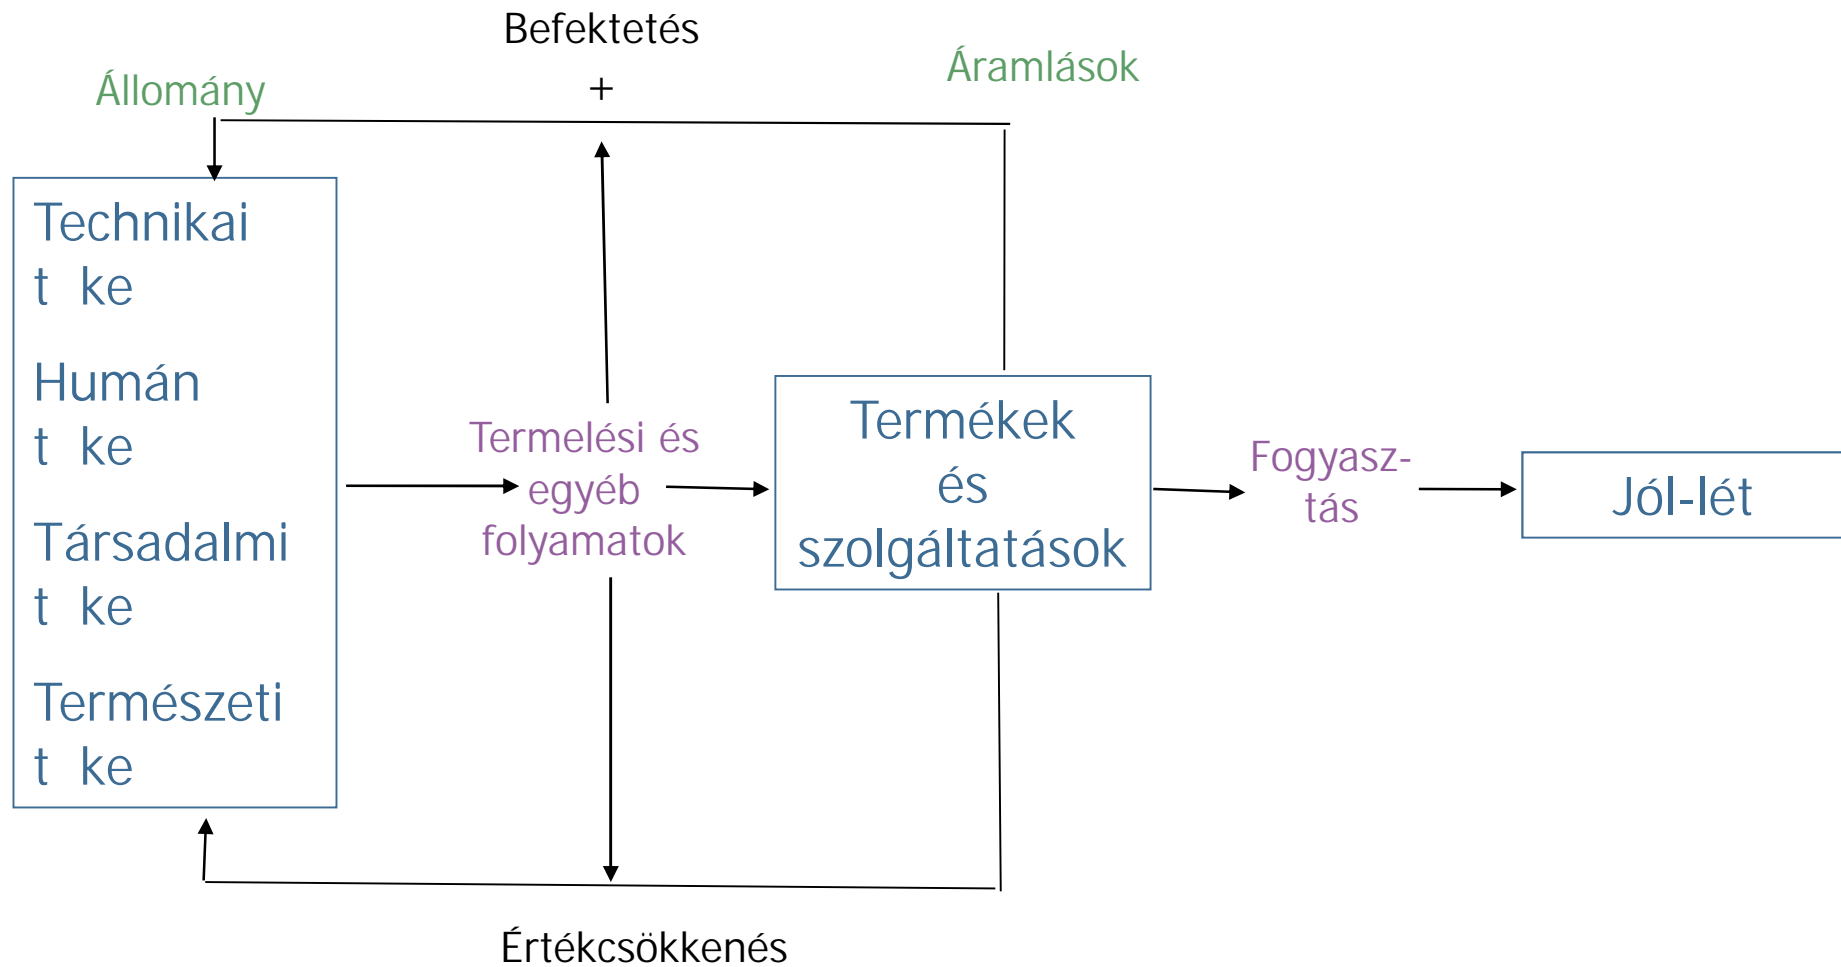 Befektetés
+
Állomány
Áramlások
Technikai
t ke
Humán
t ke
Társadalmi
t ke
Természeti
t ke
Termelési és
egyéb
folyamatok
Termékek
és
szolgáltatások
Fogyasz-
tás
Jól-lét
Értékcsökkenés